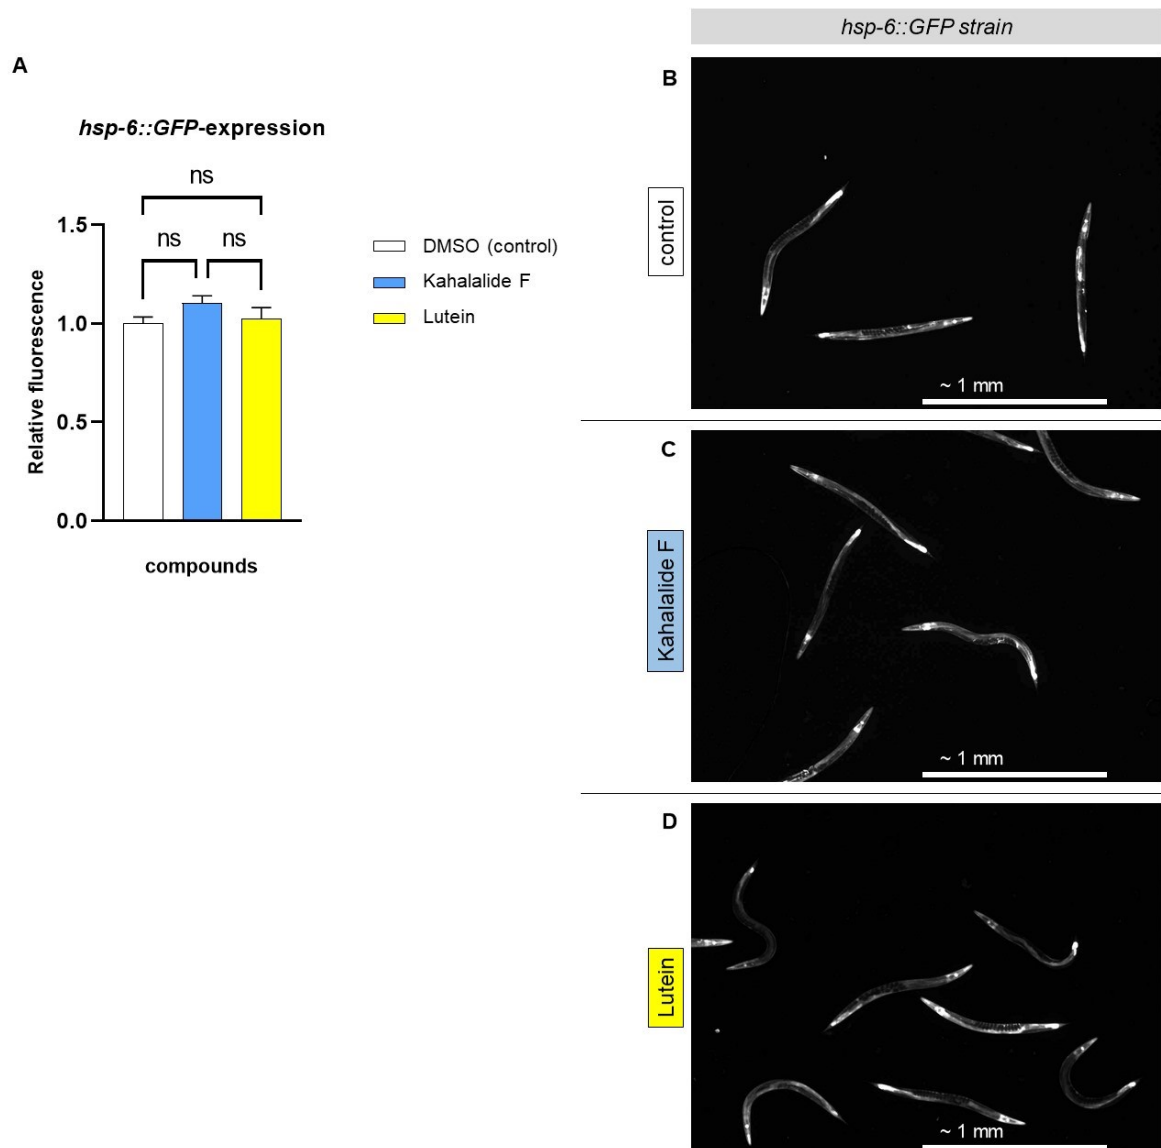 A
hsp-6::GFP-expression
ns
ns
ns
1.5
1.0
0.5
0.0
Relative fluorescence
compounds
DMSO (control)
Kahalalide F
Lutein
hsp-6::GFP strain
B
control
~ 1 mm
C
Kahalalide F
~ 1 mm
D
Lutein
~ 1 mm